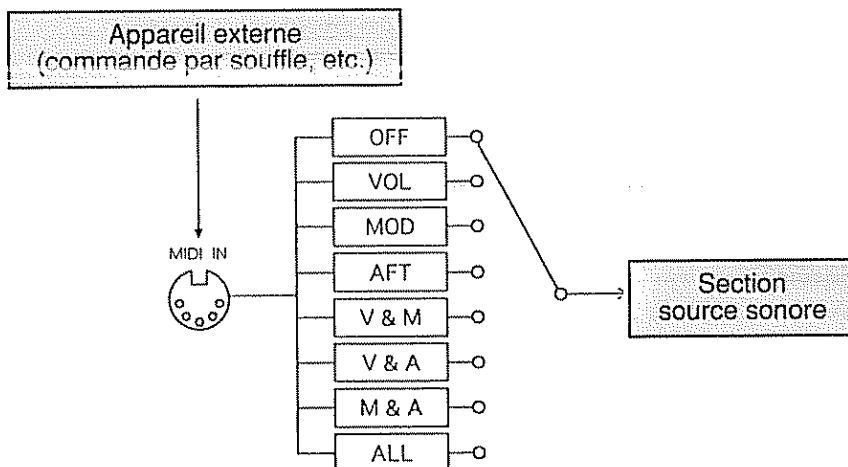 Appareil externe
(commande par souffle, etc.)
MIDI IN
OFF
VOL
MOD
AFT
V & M
V & A
M & A
ALL
Section
source sonore